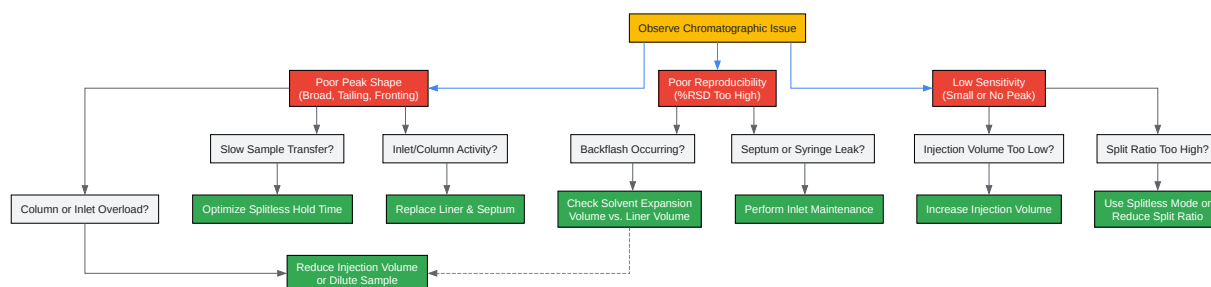 Observe Chromatographic Issue
Poor Peak Shape
(Broad, Tailing, Fronting)
Poor Reproducibility
(%RSD Too High)
Low Sensitivity
(Small or No Peak)
Slow Sample Transfer?
Inlet/Column Activity?
Backflash Occurring?
Septum or Syringe Leak?
Injection Volume Too Low?
Split Ratio Too High?
Column or Inlet Overload?
Optimize Splitless Hold Time
Replace Liner & Septum
Check Solvent Expansion
Volume vs. Liner Volume
Perform Inlet Maintenance
Increase Injection Volume
Use Splitless Mode or
Reduce Split Ratio
Reduce Injection Volume
or Dilute Sample